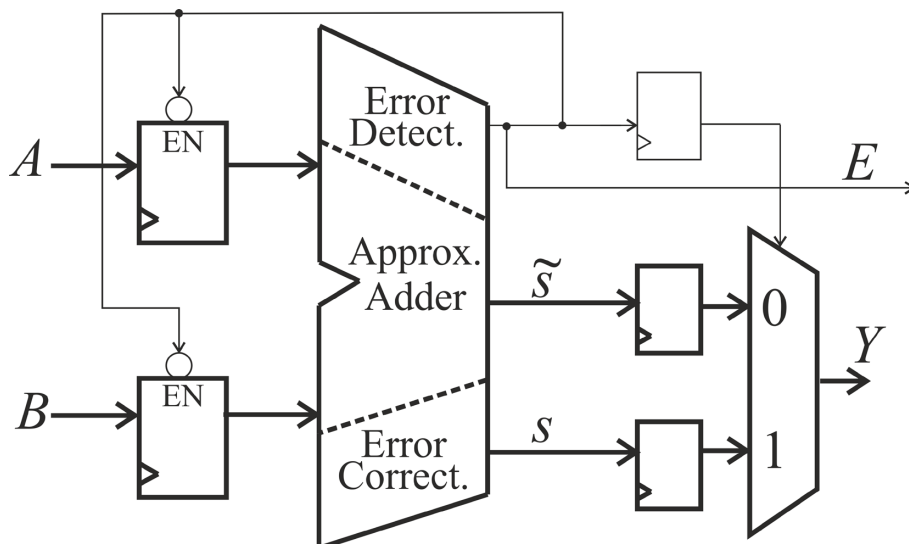 Error
Detect.
EN
A
E
Approx.
Adder
s̃
0
Y
EN
B
s
1
Error
Correct.